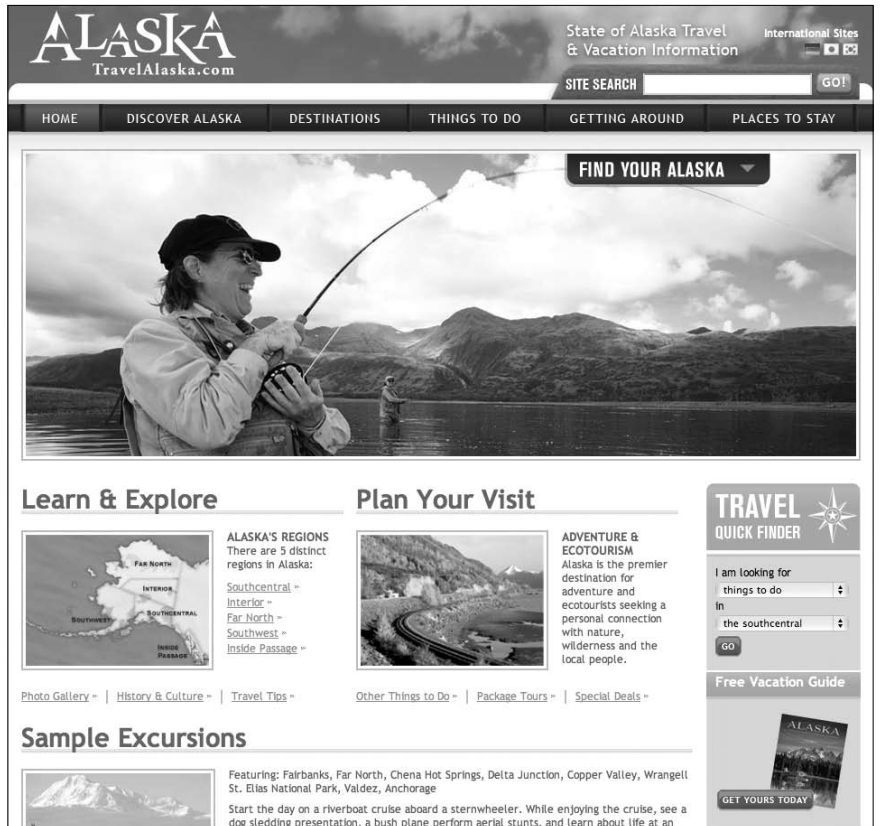 ALASKA
TravelAlaska.com
State of Alaska Travel
& Vacation Information
International Sites
SITE SEARCH
GO!
HOME
DISCOVER ALASKA
DESTINATIONS
THINGS TO DO
GETTING AROUND
PLACES TO STAY
FIND YOUR ALASKA
Learn & Explore
FAR NORTH
INTERIOR
SOUTHCENTRAL
SOUTHWEST
INSIDE
PASSAGE
ALASKA'S REGIONS
There are 5 distinct
regions in Alaska:
Southcentral »
Interior »
Far North »
Southwest »
Inside Passage »
Photo Gallery » | History & Culture » | Travel Tips »
Plan Your Visit
ADVENTURE &
ECOTOURISM
Alaska is the premier
destination for
adventure and
ecotourists seeking a
personal connection
with nature,
wilderness and the
local people.
Other Things to Do » | Package Tours » | Special Deals »
TRAVEL
QUICK FINDER
I am looking for
things to do
in
the southcentral
GO
Free Vacation Guide
ALASKA
GET YOURS TODAY
Sample Excursions
Featuring: Fairbanks, Far North, Chena Hot Springs, Delta Junction, Copper Valley, Wrangell
St. Elias National Park, Valdez, Anchorage
Start the day on a riverboat cruise aboard a sternwheeler. While enjoying the cruise, see a
dog sledding presentation, a bush plane perform aerial stunts, and learn about life at an